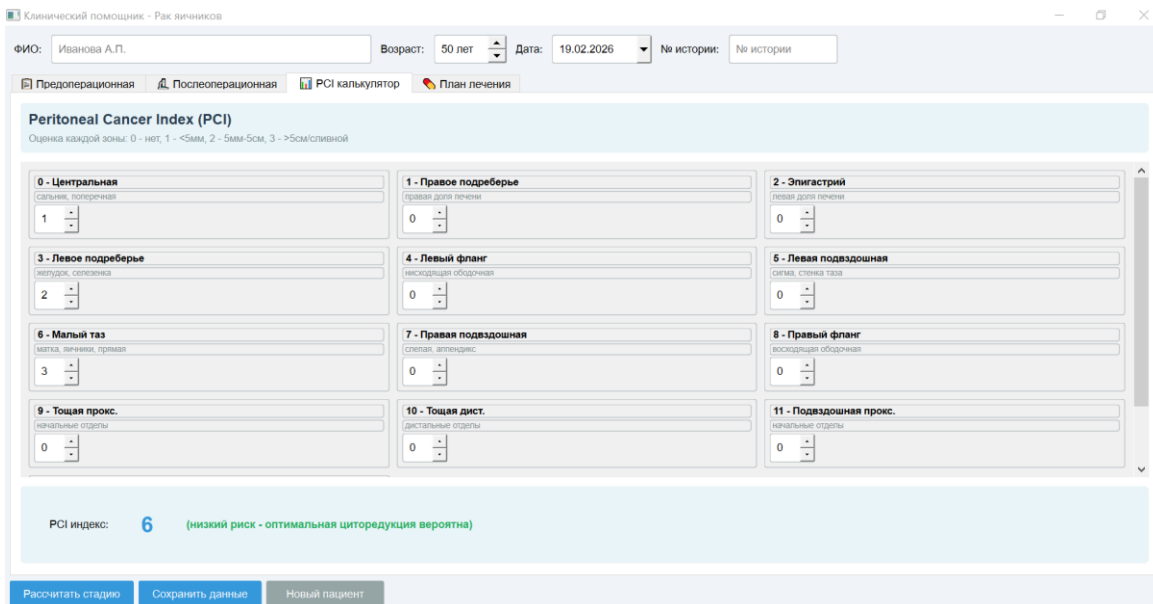 Клинический помощник - Рак яичников
ФИО: Иванова А.П. Возраст: 50 лет Дата: 19.02.2026 № истории: № истории
Предоперационная Послеоперационная PCI калькулятор План лечения
Peritoneal Cancer Index (PCI)
Оценка каждой зоны: 0 - нет, 1 - <5мм, 2 - 5мм-5см, 3 - >5см/сливной
0 - Центральная 1 - Правое подреберье 2 - Эпигастрий
сальник, поперечная правая доля печени левая доля печени
1 0 0
3 - Левое подреберье 4 - Левый фланг 5 - Левая подвздошная
желудок, селезенка нисходящая ободочная сигма, стенка таза
2 0 0
6 - Малый таз 7 - Правая подвздошная 8 - Правый фланг
матка, яичники, прямая слепая, аппендикс восходящая ободочная
3 0 0
9 - Тощая прокс. 10 - Тощая дист. 11 - Подвздошная прокс.
начальные отделы дистальные отделы начальные отделы
0 0 0
PCI индекс: 6 (низкий риск - оптимальная циторедукция вероятна)
Рассчитать стадию Сохранить данные Новый пациент